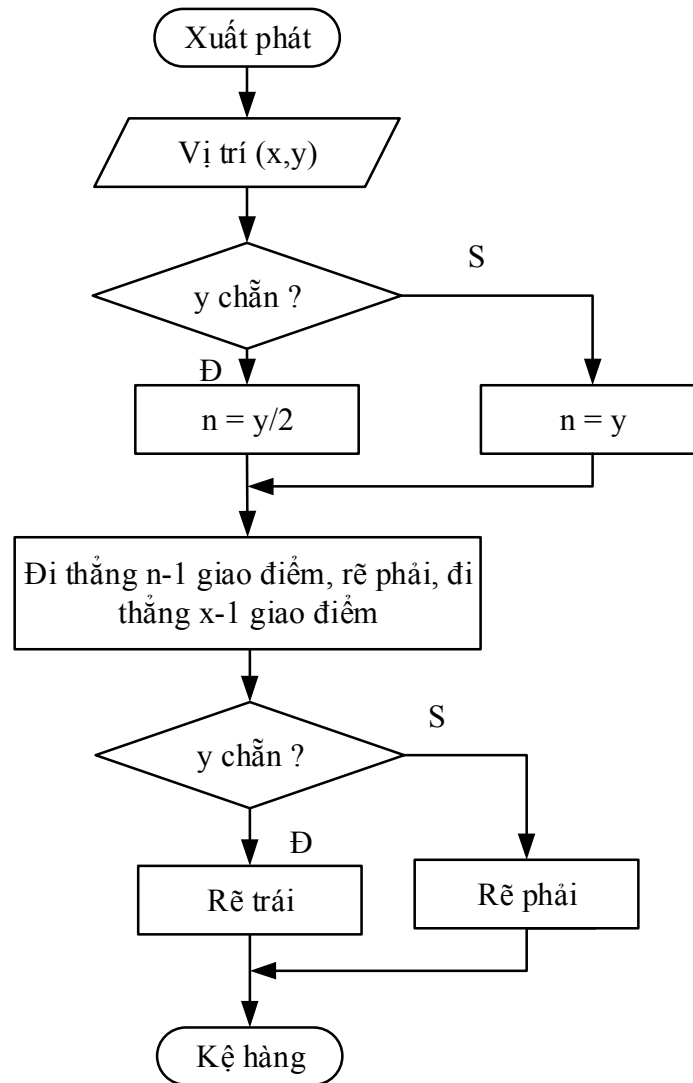 Xuất phát
Vị trí (x,y)
y chẵn ?
S
Đ
n = y/2
n = y
Đi thẳng n-1 giao điểm, rẽ phải, đi
thẳng x-1 giao điểm
y chẵn ?
S
Đ
Rẽ trái
Rẽ phải
Kệ hàng